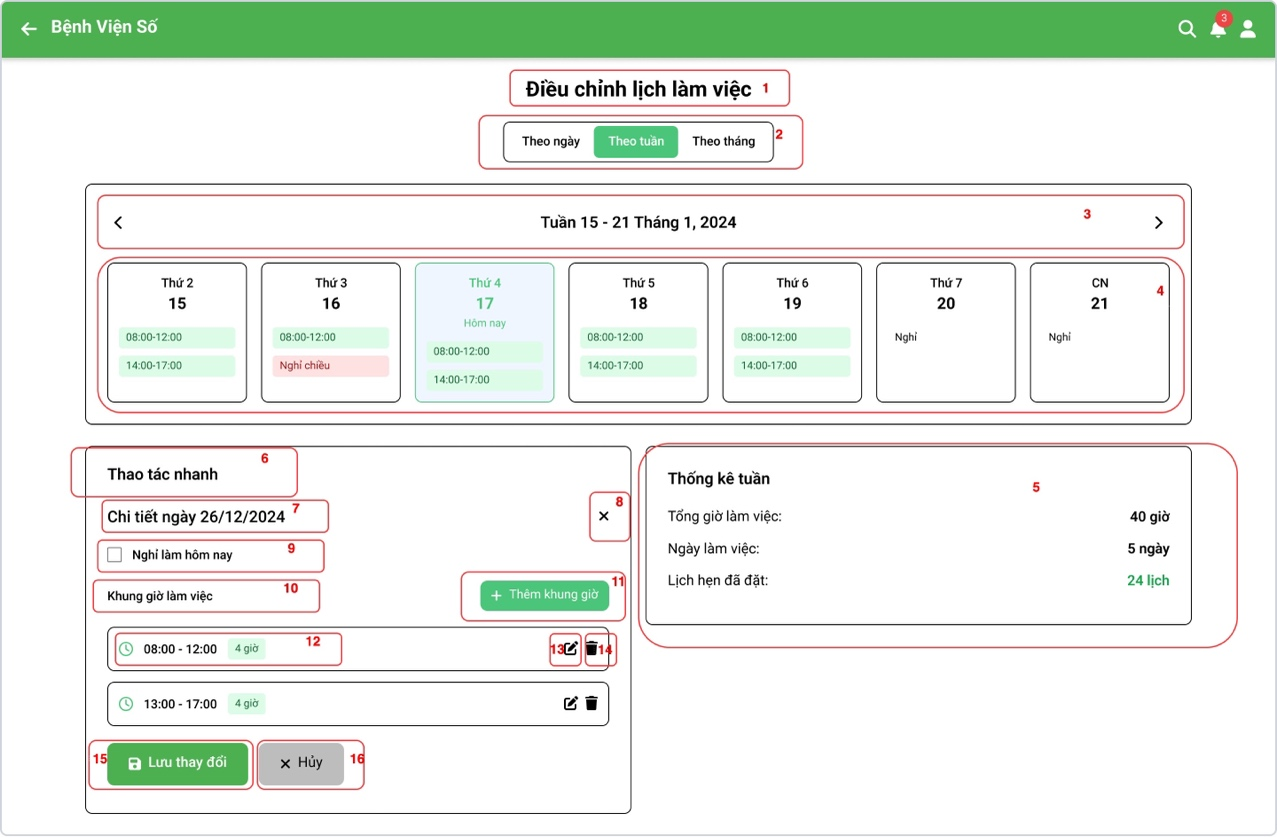 Bệnh Viện Số
3
Điều chỉnh lịch làm việc 1
Theo ngày Theo tuần Theo tháng 2
Tuần 15 - 21 Tháng 1, 2024 3
4
Thứ 2
15
08:00-12:00
14:00-17:00
Thứ 3
16
08:00-12:00
Nghỉ chiều
Thứ 4
17
Hôm nay
08:00-12:00
14:00-17:00
Thứ 5
18
08:00-12:00
14:00-17:00
Thứ 6
19
08:00-12:00
14:00-17:00
Thứ 7
20
Nghỉ
CN
21
Nghỉ
Thao tác nhanh 6
Chi tiết ngày 26/12/2024 7
8
Nghỉ làm hôm nay 9
Khung giờ làm việc 10
+ Thêm khung giờ 11
08:00 - 12:00 4 giờ 12 13 14
13:00 - 17:00 4 giờ
15 Lưu thay đổi Hủy 16
Thống kê tuần 5
Tổng giờ làm việc: 40 giờ
Ngày làm việc: 5 ngày
Lịch hẹn đã đặt: 24 lịch